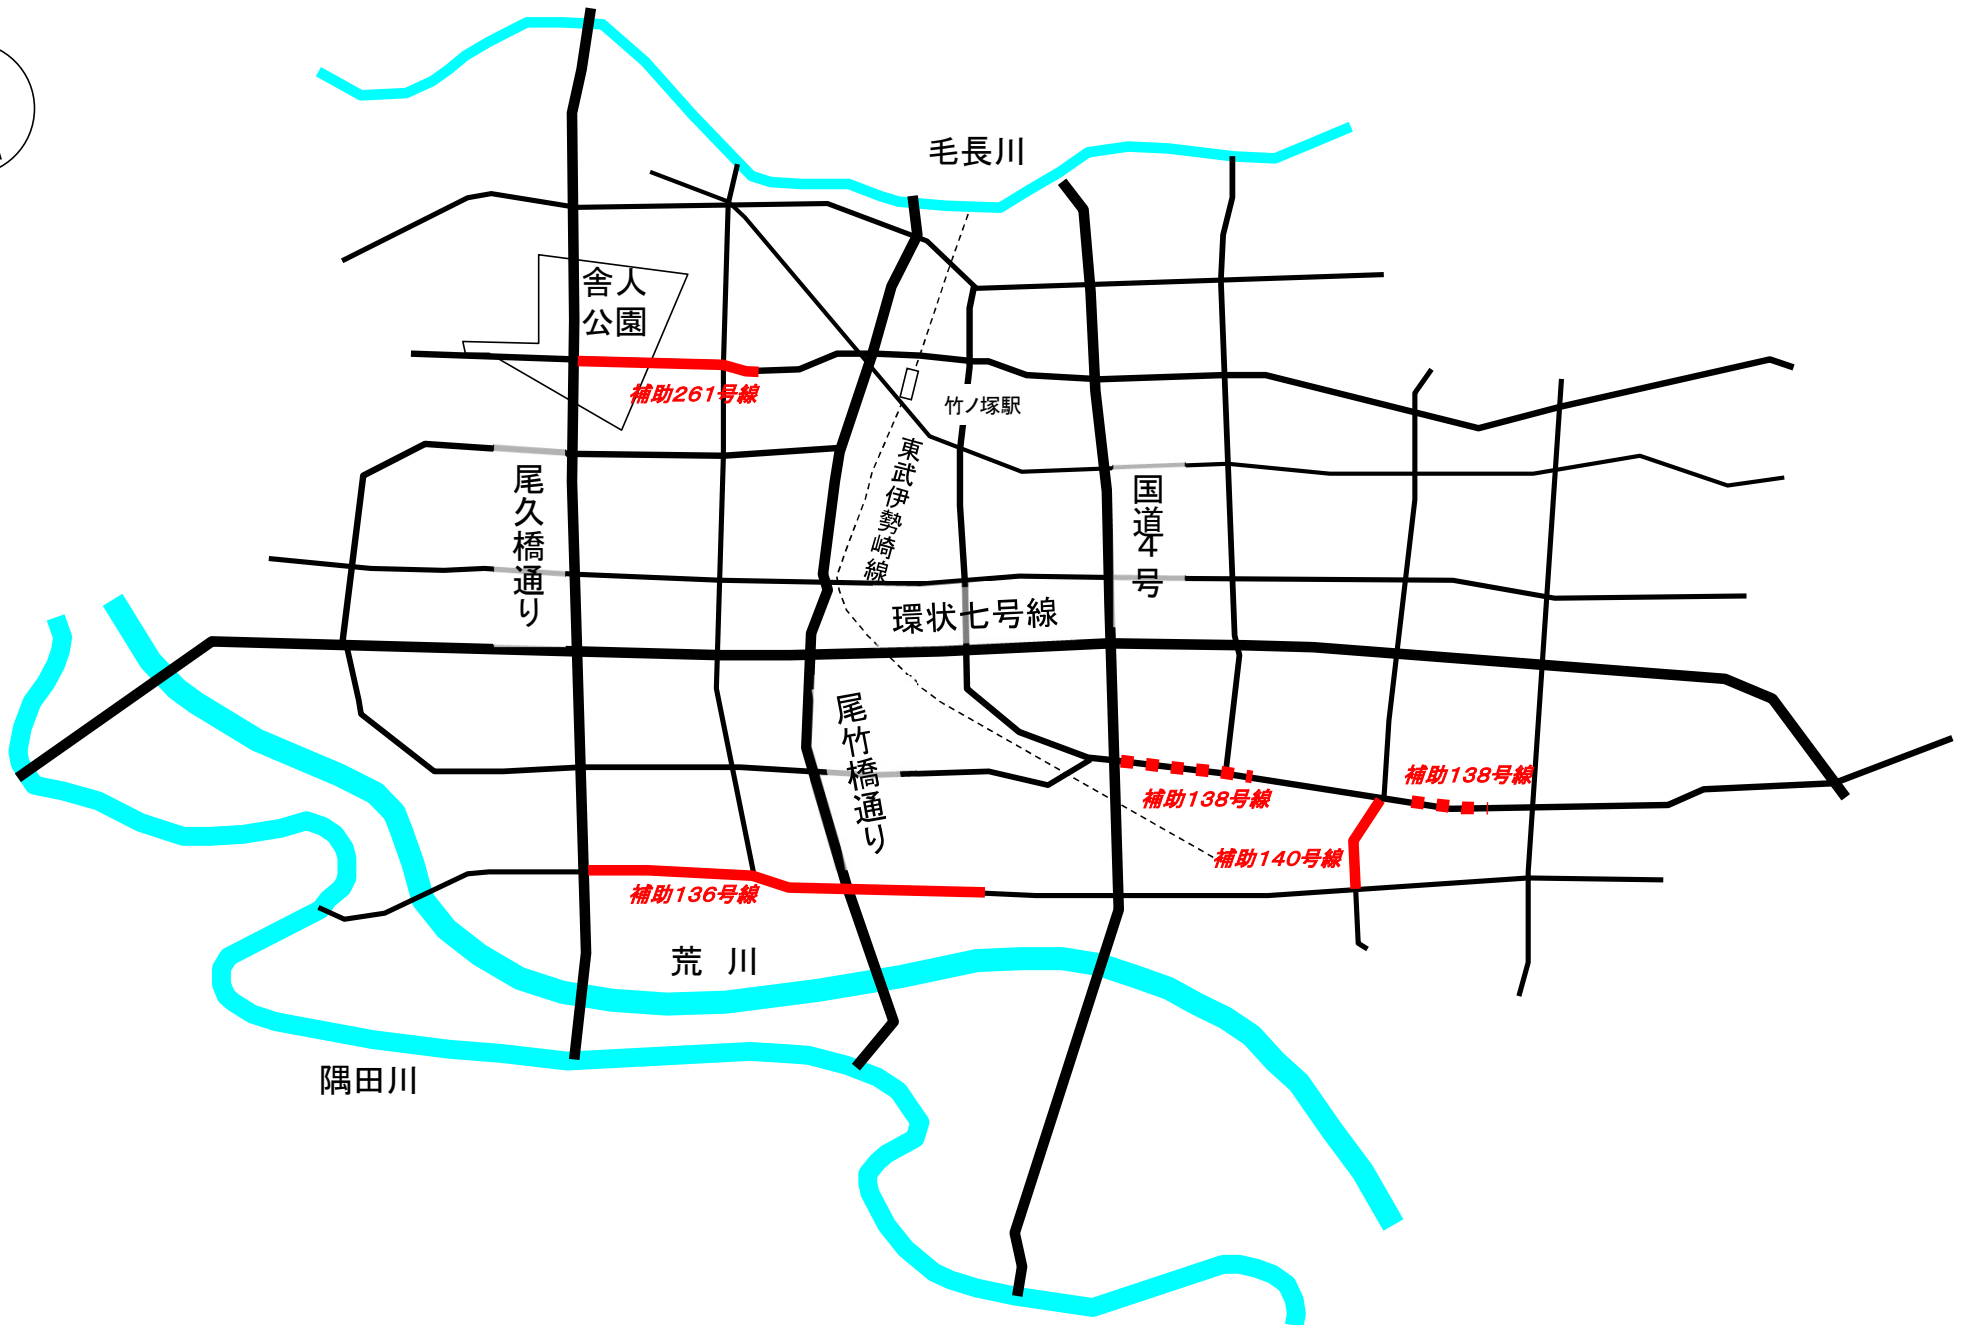 毛長川
舎人
公園
補助261号線
竹ノ塚駅
東武伊勢崎線
尾久橋通り
国道4号
環状七号線
尾竹橋通り
補助138号線
補助138号線
補助140号線
補助136号線
荒 川
隅田川